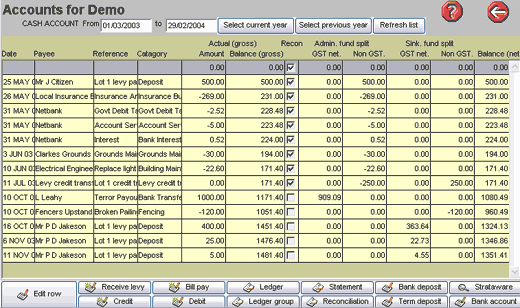 Accounts for Demo
CASH ACCOUNT From 01/03/2003 to 29/02/2004 Select current year Select previous year Refresh list
Actual (gross) Recon Admin. fund split Sink. fund split
Date Payee Reference Catagory Amount Balance (gross) GST net. Non GST. GST net. Non GST. Balance (net
0.00 0.00 0.00 0.00 0.00 0.00 0.00
25 MAY 0 Mr J Citizen Lot 1 levy pa Deposit 500.00 500.00 0.00 500.00 0.00 0.00 500.00
26 MAY 0 Local Insurance B Insurance Ar Insurance Bu -269.00 231.00 0.00 -269.00 0.00 0.00 231.00
31 MAY 0 Netbank Govt Debit Ta Govt Debit Ta -2.52 228.48 0.00 -2.52 0.00 0.00 228.48
31 MAY 0 Netbank Account Ser Account Ser -5.00 223.48 0.00 -5.00 0.00 0.00 223.48
31 MAY 0 Netbank Interest Bank Interest 0.52 224.00 0.00 0.52 0.00 0.00 224.00
3 JUN 03 Clarkes Grounds Grounds Mai Grounds Mai -30.00 194.00 0.00 -30.00 0.00 0.00 194.00
10 JUN 03 Electrical Enginee Replace light Building Main -22.60 171.40 0.00 -22.60 0.00 0.00 171.40
11 JUL 03 Levy credit transf Lot 1 credit t Levy credit tr 0.00 171.40 0.00 -250.00 0.00 250.00 171.40
10 OCT 0 L Leahy Terror Payou Bank Transfe 1000.00 1171.40 909.09 0.00 0.00 0.00 1080.49
10 OCT 0 Fencers Upstand Broken Pailin Fencing -120.00 1051.40 0.00 0.00 0.00 -120.00 960.49
16 OCT 0 Mr P D Jakeson Lot 1 levy pa Deposit 400.00 1451.40 0.00 0.00 363.64 0.00 1324.13
6 NOV 03 Mr P D Jakeson Lot 1 levy pa Deposit 25.00 1476.40 0.00 0.00 22.73 0.00 1346.86
11 NOV 0 Mr P D Jakeson Lot 1 levy pa Deposit 5.00 1481.40 0.00 0.00 4.55 0.00 1351.41
Edit row Receive levy Bill pay Ledger Statement Bank deposit Strataware
Credit Debit Ledger group Reconciliation Term deposit Bank account